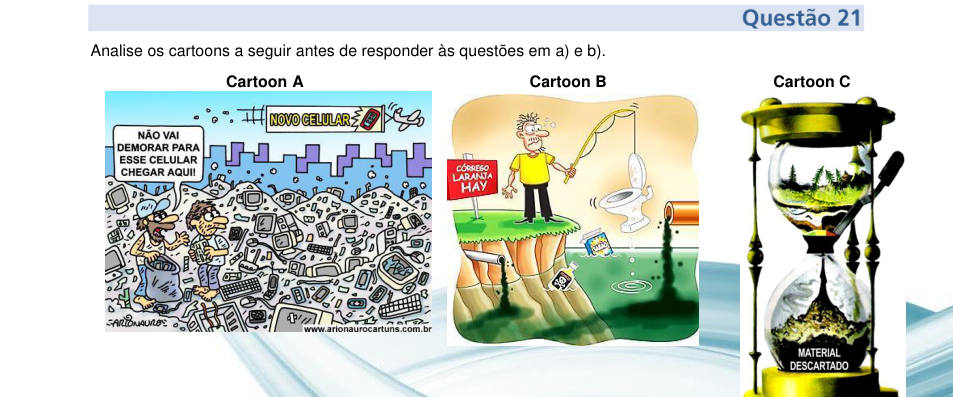 Questão 21
Analise os cartoons a seguir antes de responder às questões em a) e b).
Cartoon A
Cartoon B
Cartoon C
NOVO CELULAR
NÃO VAI
DEMORAR PARA
ESSE CELULAR
CHEGAR AQUI!
ARIONAURO
www.arionaurocartuns.com.br
CÓRREGO
LARANJA
HAY
MATERIAL
DESCARTADO